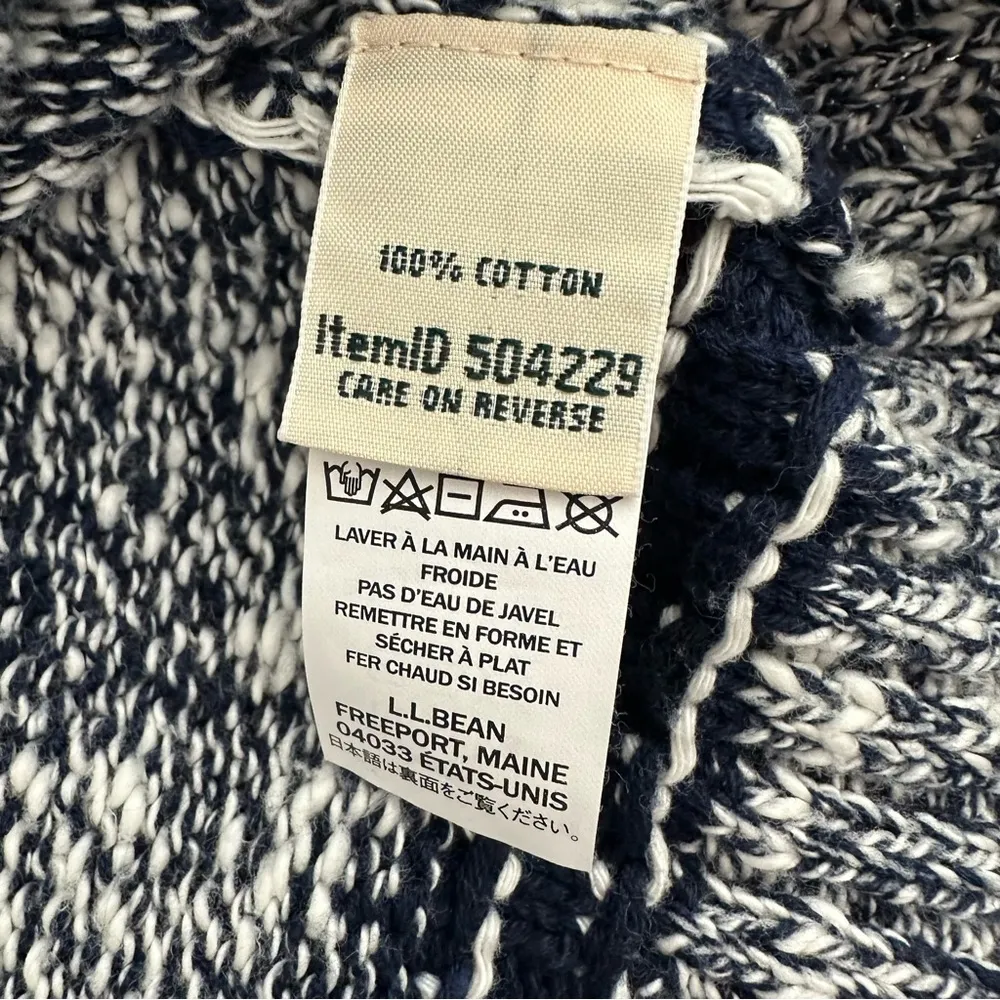 100% COTTON
ItemID 504229
CARE ON REVERSE
LAVER À LA MAIN À L'EAU
FROIDE
PAS D'EAU DE JAVEL
REMETTRE EN FORME ET
SÉCHER À PLAT
FER CHAUD SI BESOIN
L.L.BEAN
FREEPORT, MAINE
04033 ÉTATS-UNIS
日本語は裏面をご覧ください。